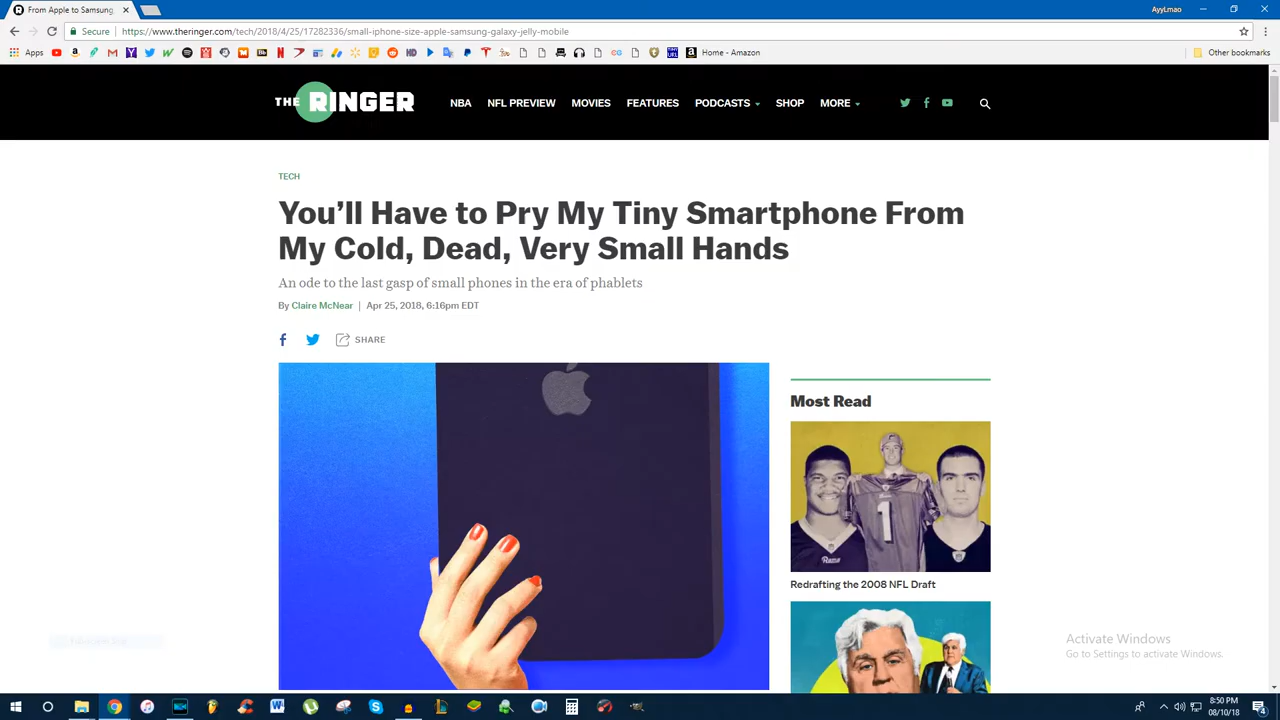 From Apple to Samsung,
AyyLmao
Secure
https://www.theringer.com/tech/2018/4/25/17282336/small-iphone-size-apple-samsung-galaxy-jelly-mobile
Apps
Home - Amazon
Other bookmarks
THE RINGER
NBA
NFL PREVIEW
MOVIES
FEATURES
PODCASTS
SHOP
MORE
TECH
You'll Have to Pry My Tiny Smartphone From
My Cold, Dead, Very Small Hands
An ode to the last gasp of small phones in the era of phablets
By Claire McNear | Apr 25, 2018, 6:16pm EDT
SHARE
Most Read
1
Rams
Redrafting the 2008 NFL Draft
Activate Windows
Go to Settings to activate Windows.
8:50 PM
08/10/18